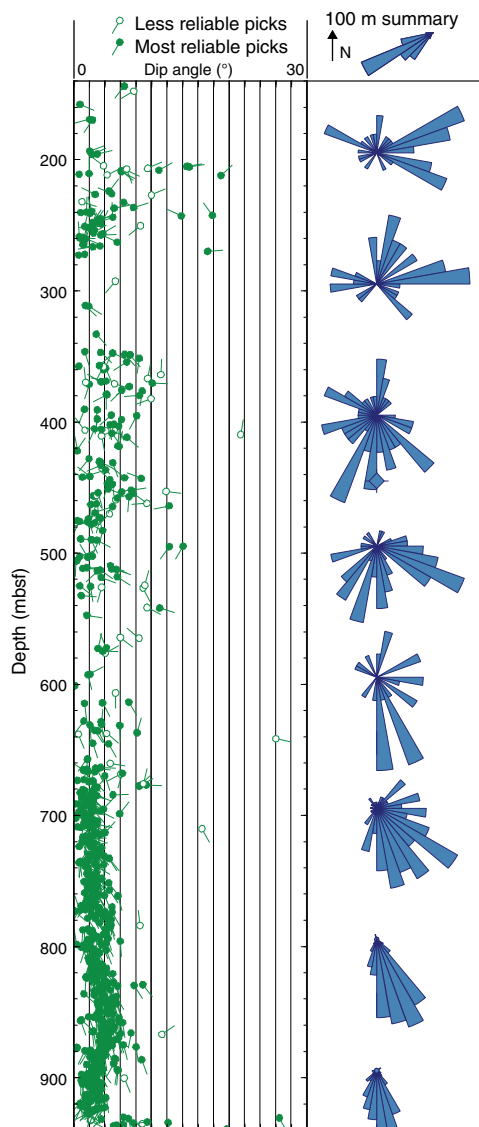 Less reliable picks
Most reliable picks
100 m summary
N
0 Dip angle (°) 30
200
300
400
500
600
700
800
900
Depth (mbsf)